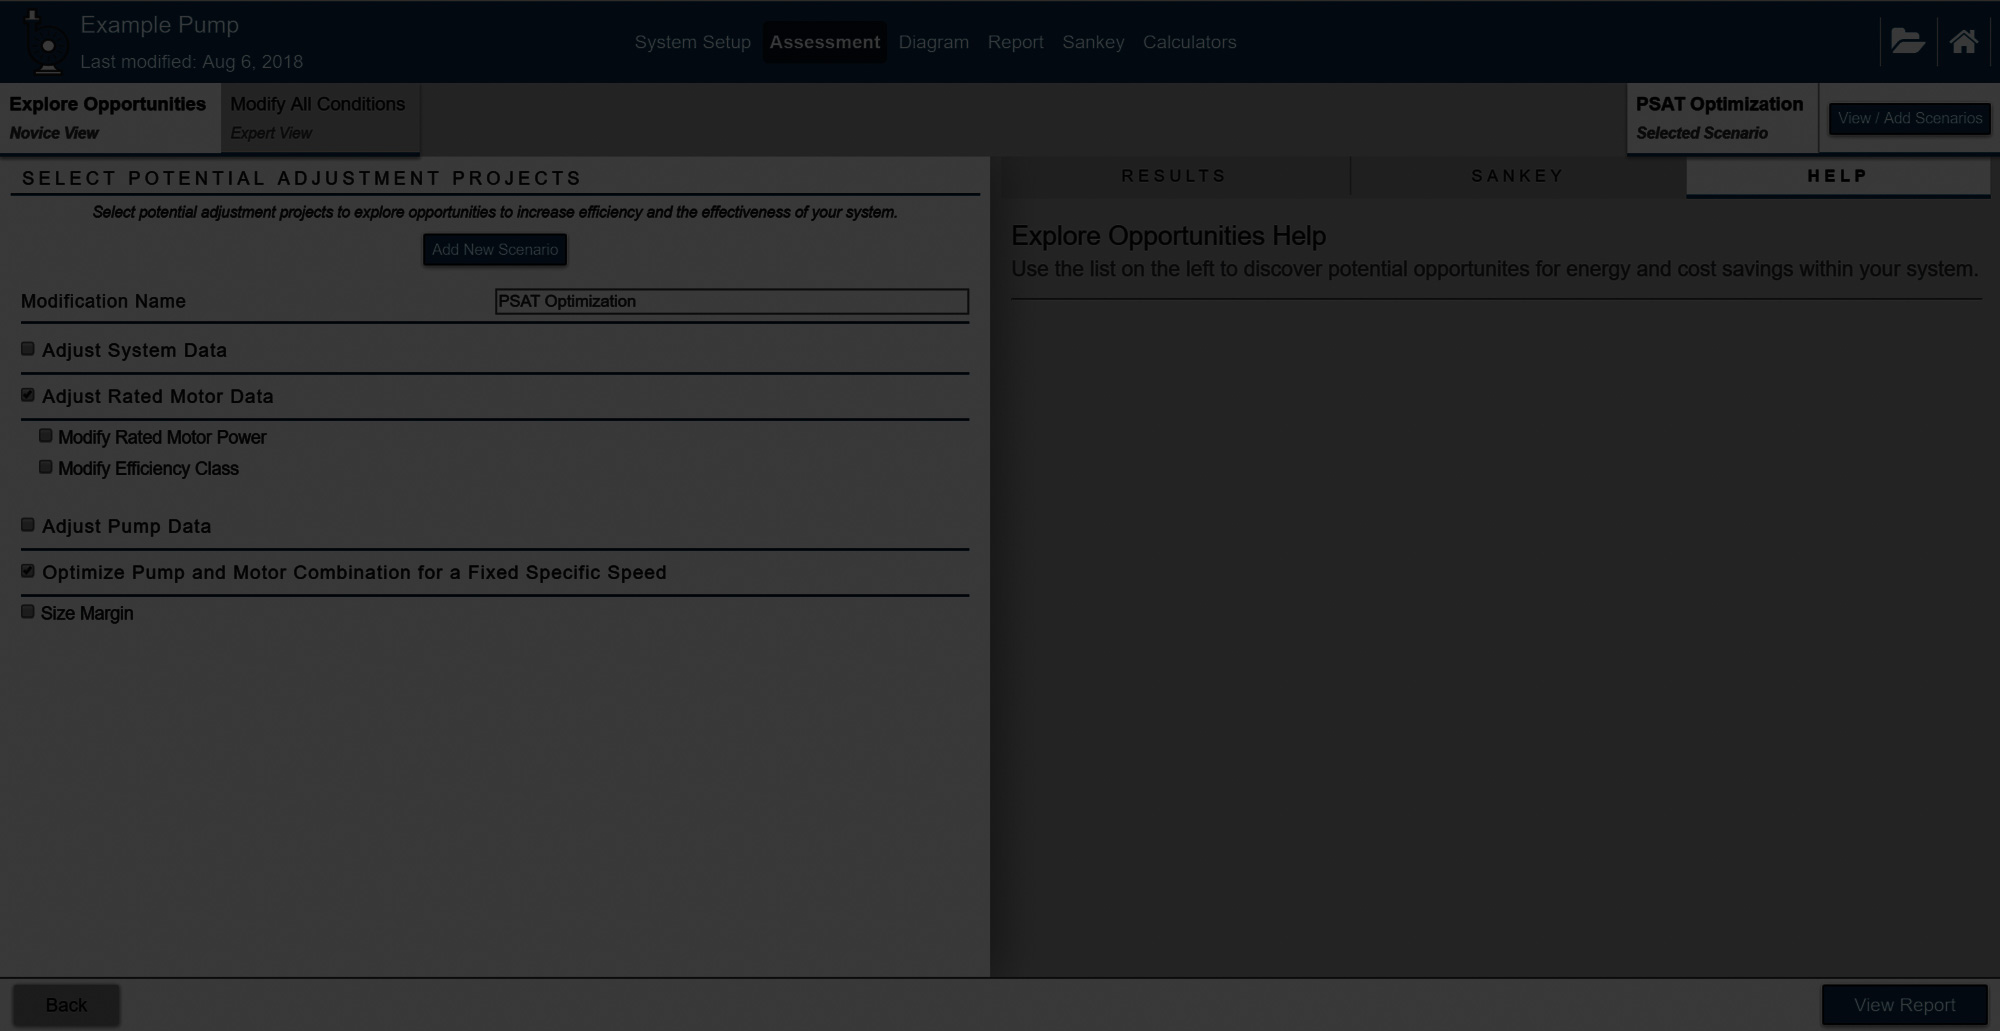 Example Pump
Last modified: Aug 6, 2018
System Setup Assessment Diagram Report Sankey Calculators
Explore Opportunities
Novice View
Modify All Conditions
Expert View
PSAT Optimization
Selected Scenario
View / Add Scenarios
SELECT POTENTIAL ADJUSTMENT PROJECTS
Select potential adjustment projects to explore opportunities to increase efficiency and the effectiveness of your system.
Add New Scenario
Modification Name PSAT Optimization
Adjust System Data
Adjust Rated Motor Data
Modify Rated Motor Power
Modify Efficiency Class
Adjust Pump Data
Optimize Pump and Motor Combination for a Fixed Specific Speed
Size Margin
RESULTS SANKEY HELP
Explore Opportunities Help
Use the list on the left to discover potential opportunites for energy and cost savings within your system.
Back
View Report